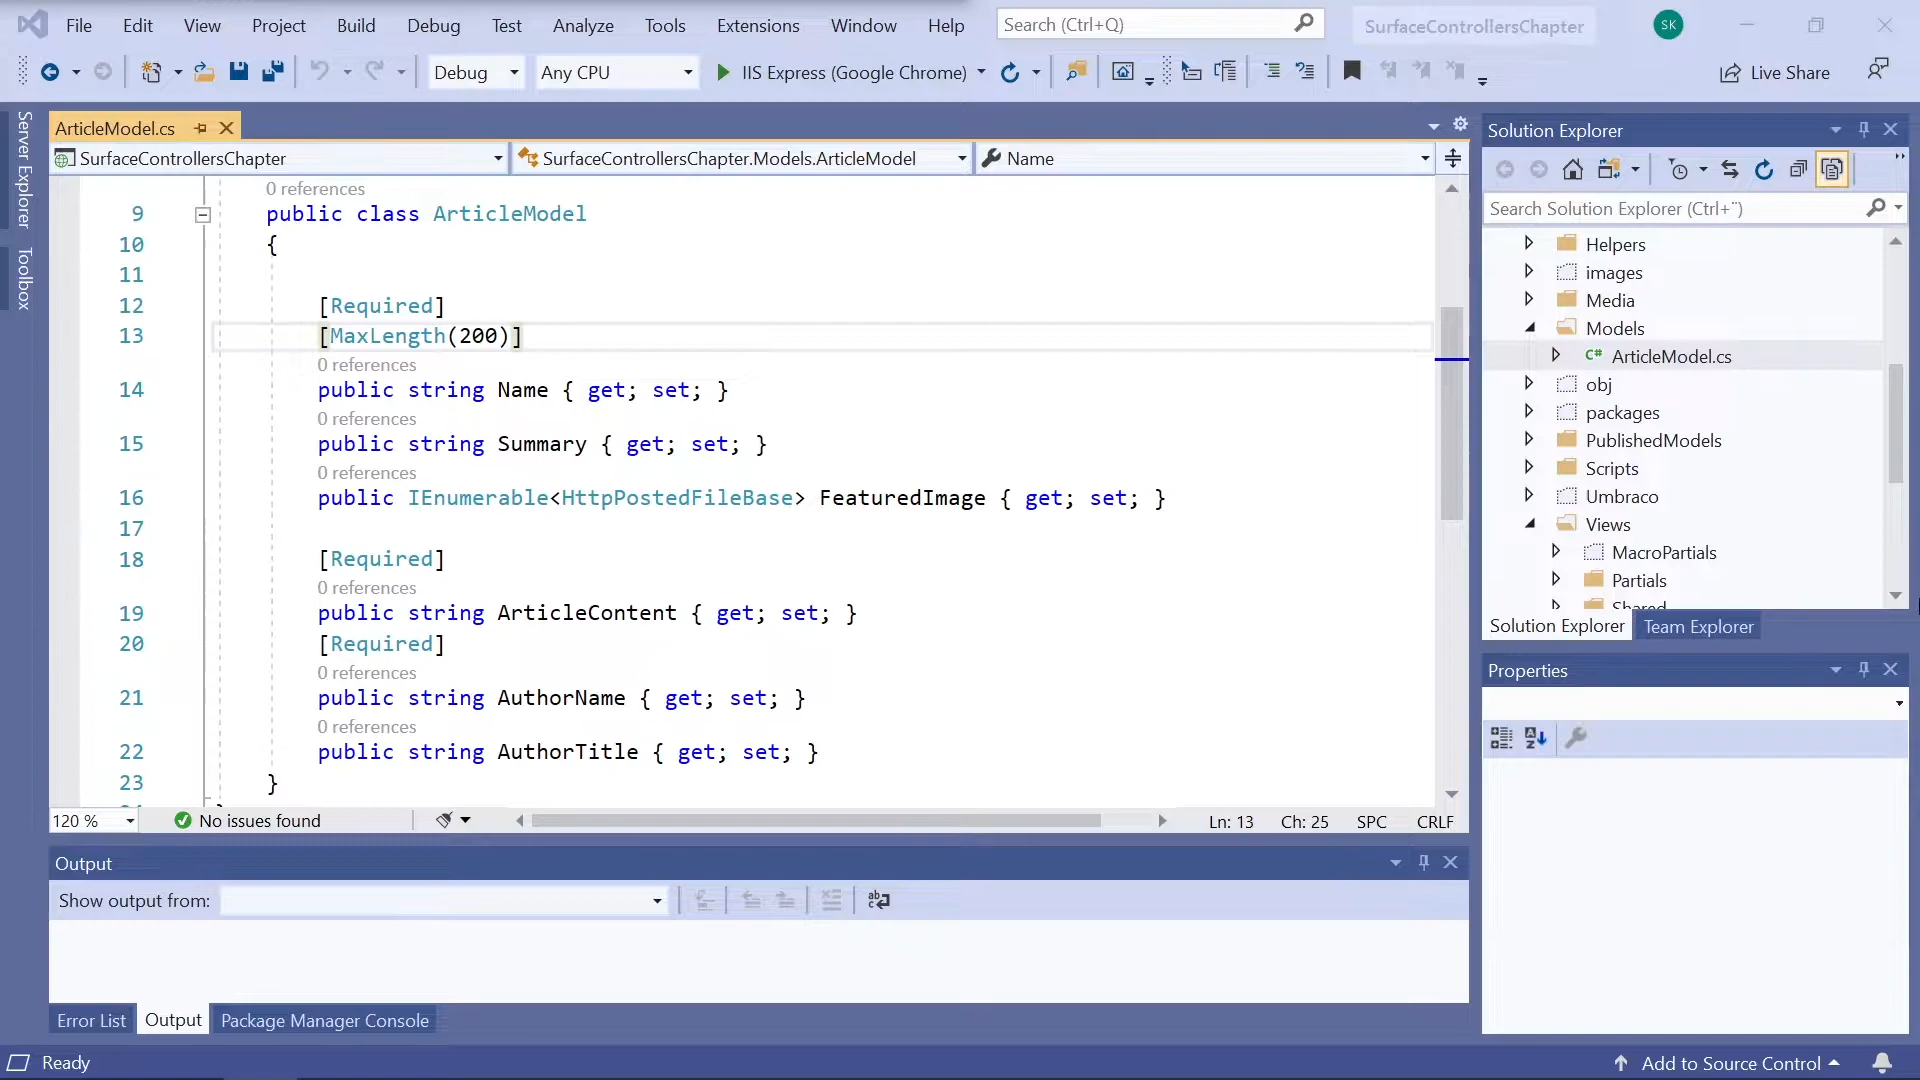 File Edit View Project Build Debug Test Analyze Tools Extensions Window Help Search (Ctrl+Q) SurfaceControllersChapter SK
Debug Any CPU IIS Express (Google Chrome) Live Share
Server Explorer
Toolbox
ArticleModel.cs
SurfaceControllersChapter SurfaceControllersChapter.Models.ArticleModel Name
0 references
9 public class ArticleModel
10 {
11
12 [Required]
13 [MaxLength(200)]
0 references
14 public string Name { get; set; }
0 references
15 public string Summary { get; set; }
0 references
16 public IEnumerable<HttpPostedFileBase> FeaturedImage { get; set; }
17
18 [Required]
0 references
19 public string ArticleContent { get; set; }
20 [Required]
0 references
21 public string AuthorName { get; set; }
0 references
22 public string AuthorTitle { get; set; }
23 }
120 % No issues found Ln: 13 Ch: 25 SPC CRLF
Output
Show output from:
Error List Output Package Manager Console
Solution Explorer
Search Solution Explorer (Ctrl+¨)
Helpers
images
Media
Models
C# ArticleModel.cs
obj
packages
PublishedModels
Scripts
Umbraco
Views
MacroPartials
Partials
Shared
Solution Explorer Team Explorer
Properties
Ready Add to Source Control